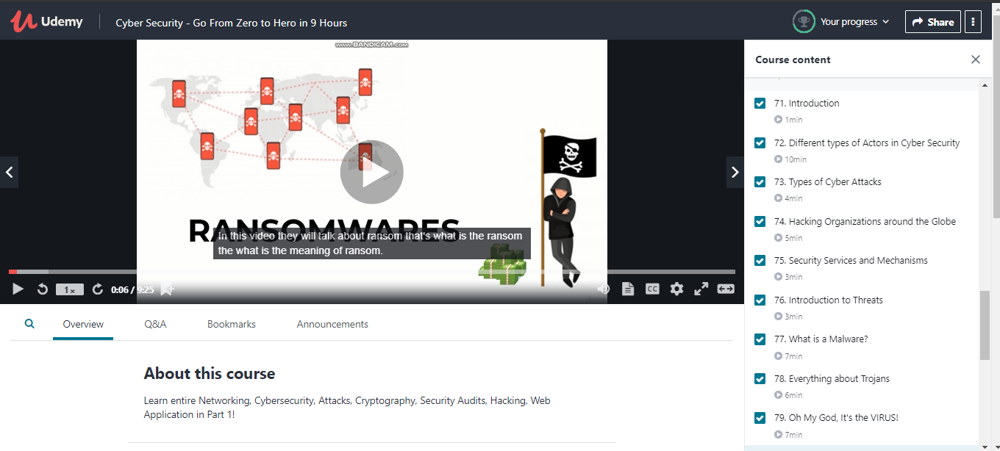 Udemy
Cyber Security - Go From Zero to Hero in 9 Hours
Your progress
Share
www.BANDICAM.com
RANSOMWARES
In this video they will talk about ransom that's what is the ransom
the what is the meaning of ransom.
1x
0:06 / 9:25
CC
Overview
Q&A
Bookmarks
Announcements
About this course
Learn entire Networking, Cybersecurity, Attacks, Cryptography, Security Audits, Hacking, Web
Application in Part 1!
Course content
71. Introduction
1min
72. Different types of Actors in Cyber Security
10min
73. Types of Cyber Attacks
4min
74. Hacking Organizations around the Globe
5min
75. Security Services and Mechanisms
3min
76. Introduction to Threats
3min
77. What is a Malware?
7min
78. Everything about Trojans
6min
79. Oh My God, It's the VIRUS!
7min